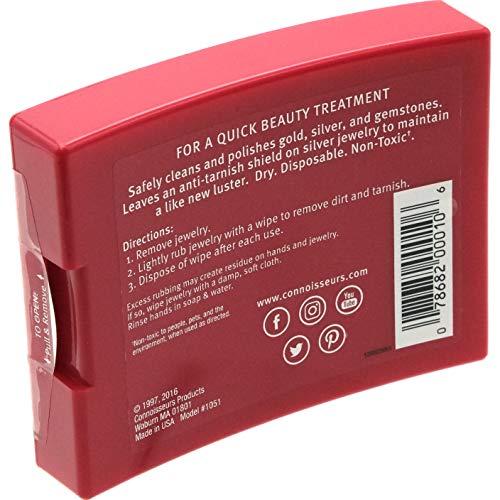 FOR A QUICK BEAUTY TREATMENT
Safely cleans and polishes gold, silver, and gemstones.
Leaves an anti-tarnish shield on silver jewelry to maintain
a like new luster. Dry. Disposable. Non-Toxic†.
Directions:
1. Remove jewelry.
2. Lightly rub jewelry with a wipe to remove dirt and tarnish.
3. Dispose of wipe after each use.
Excess rubbing may create residue on hands and jewelry.
If so, wipe jewelry with a damp, soft cloth.
Rinse hands in soap & water.
†Non-toxic to people, pets, and the
environment, when used as directed.
www.connoisseurs.com
You
Tube
© 1997, 2016
Connoisseurs Products
Woburn MA 01801
Made in USA Model #1051
TO OPEN:
Pull & Remove
0 78682 00010 6